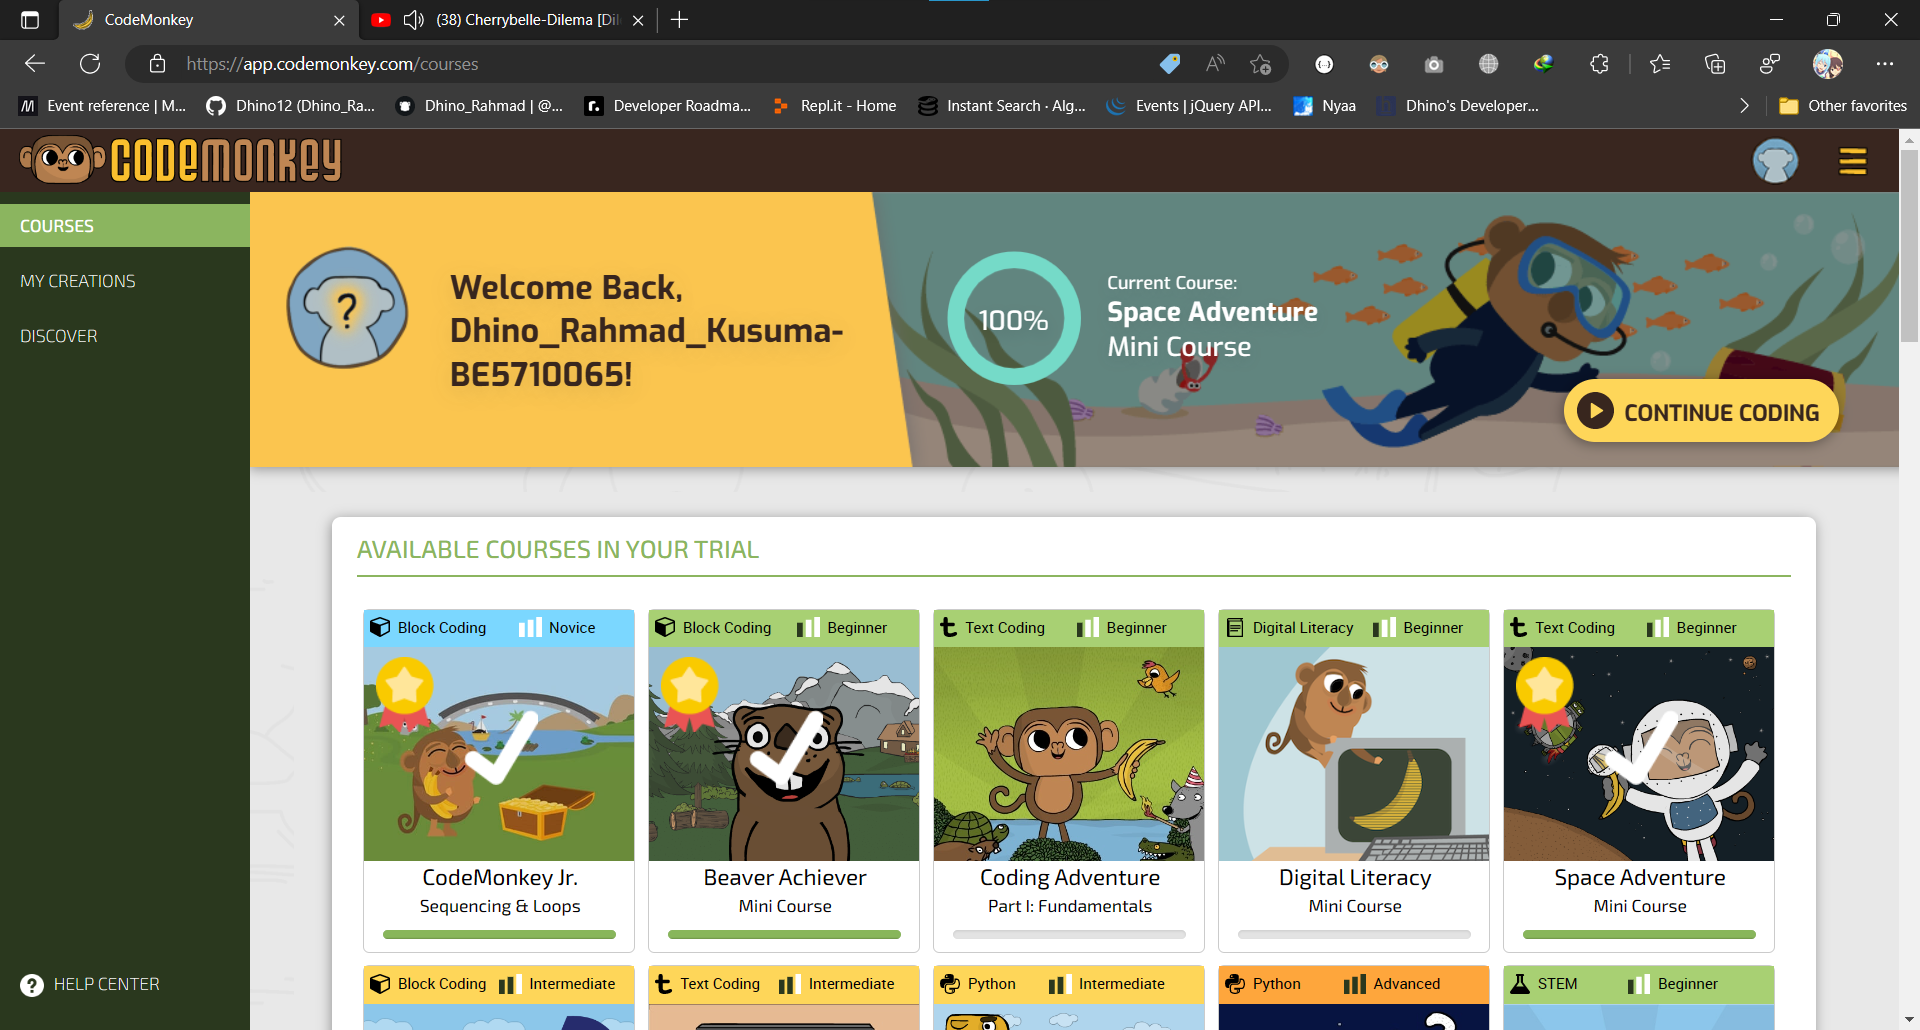 CodeMonkey
(38) Cherrybelle-Dilema [Dil
https://app.codemonkey.com/courses
Event reference | M...
Dhino12 (Dhino_Ra...
Dhino_Rahmad | @...
Developer Roadma...
Repl.it - Home
Instant Search · Alg...
Events | jQuery API...
Nyaa
Dhino's Developer...
Other favorites
CODEMONKEY
COURSES
MY CREATIONS
DISCOVER
HELP CENTER
Welcome Back,
Dhino_Rahmad_Kusuma-
BE5710065!
100%
Current Course:
Space Adventure
Mini Course
CONTINUE CODING
AVAILABLE COURSES IN YOUR TRIAL
Block Coding Novice
CodeMonkey Jr.
Sequencing & Loops
Block Coding Beginner
Beaver Achiever
Mini Course
Text Coding Beginner
Coding Adventure
Part I: Fundamentals
Digital Literacy Beginner
Digital Literacy
Mini Course
Text Coding Beginner
Space Adventure
Mini Course
Block Coding Intermediate
Text Coding Intermediate
Python Intermediate
Python Advanced
STEM Beginner